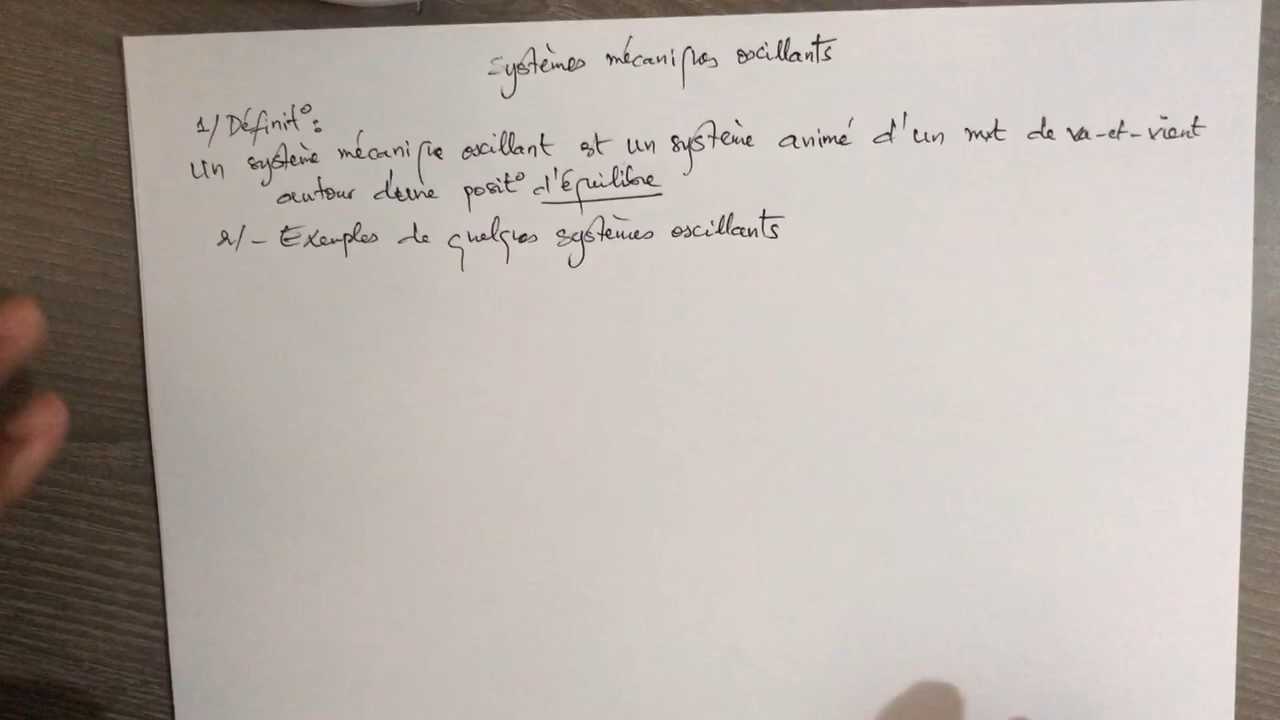 Systèmes mécaniques oscillants
1/ Définit°:
Un système mécanique oscillant est un système animé d'un mvt de va-et-vient
autour d'une posit° d'équilibre
2/- Exemples de quelques systèmes oscillants